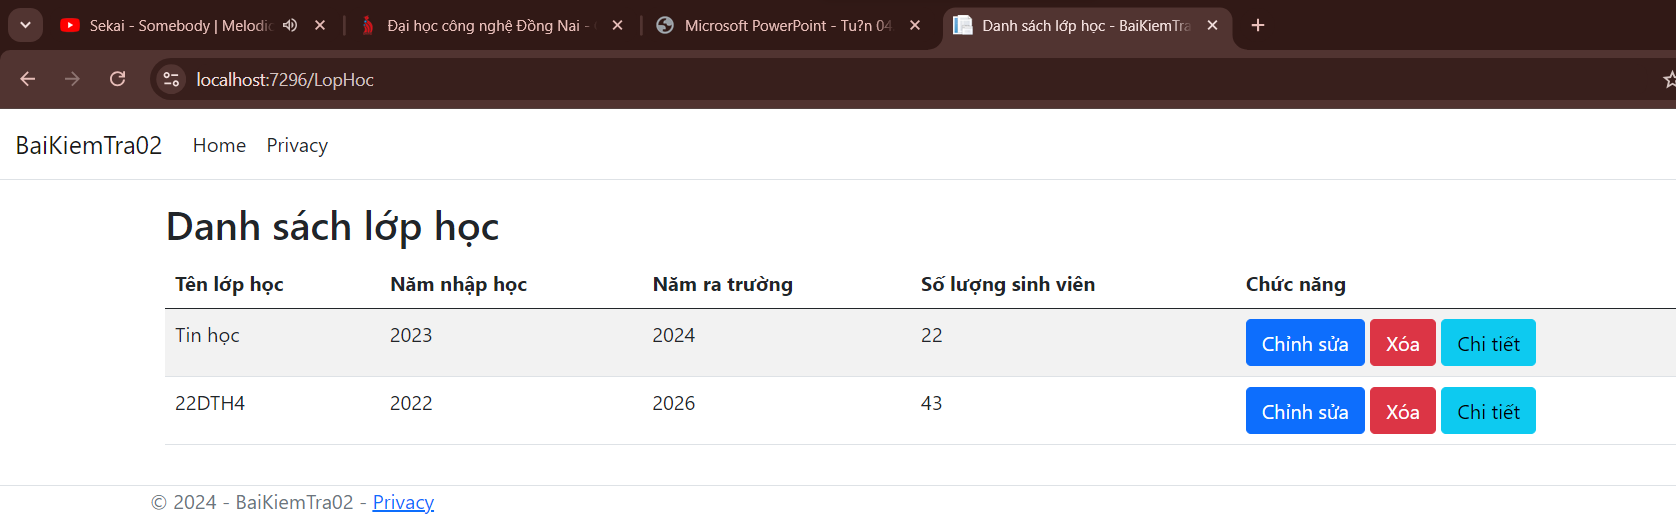 Sekai - Somebody | Melodic
Đại học công nghệ Đồng Nai -
Microsoft PowerPoint - Tu?n 04
Danh sách lớp học - BaiKiemTra
localhost:7296/LopHoc
BaiKiemTra02 Home Privacy
Danh sách lớp học
Tên lớp học Năm nhập học Năm ra trường Số lượng sinh viên Chức năng
Tin học 2023 2024 22 Chỉnh sửa Xóa Chi tiết
22DTH4 2022 2026 43 Chỉnh sửa Xóa Chi tiết
© 2024 - BaiKiemTra02 - Privacy